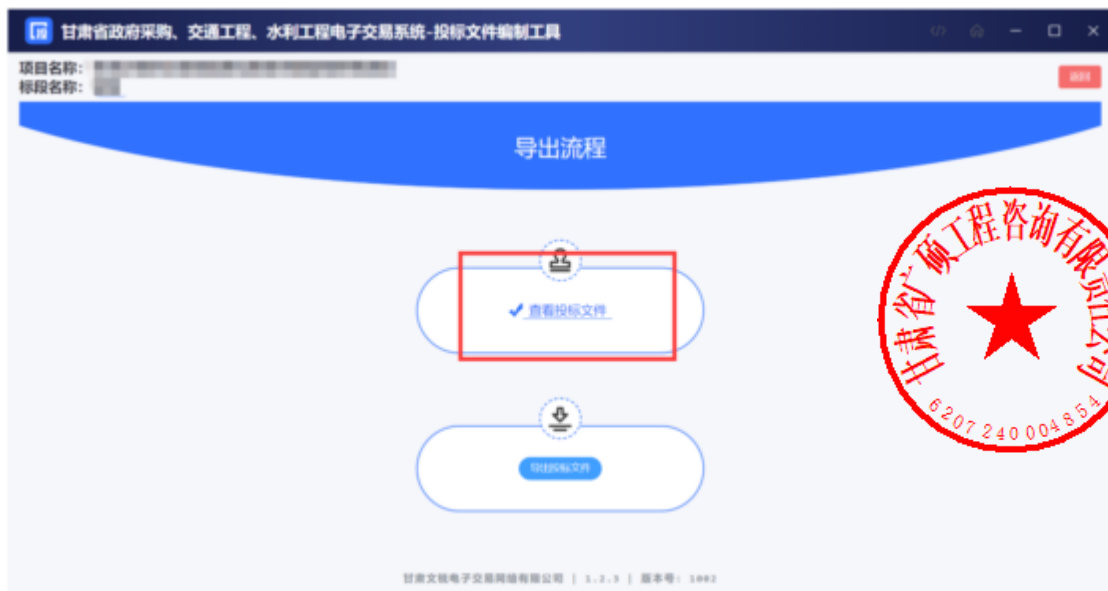 甘肃省政府采购、交通工程、水利工程电子交易系统-投标文件编制工具
项目名称：
标段名称：
返回
导出流程
查看投标文件
导出投标文件
甘肃省广硕工程咨询有限责任公司
6207240004854
甘肃文锐电子交易网络有限公司 | 1.2.3 | 版本号: 1002